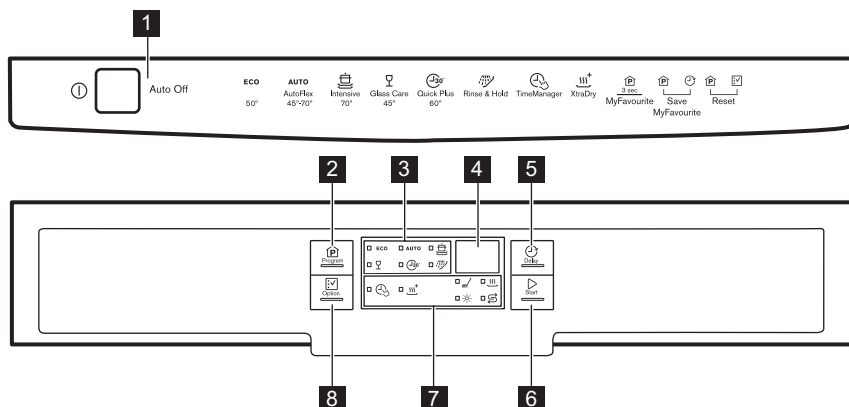 1
Auto Off
ECO AUTO
AutoFlex Intensive Glass Care Quick Plus Rinse & Hold TimeManager XtraDry
50° 45°-70° 70° 45° 60°
30'
P 3 sec P P
MyFavourite Save Reset
MyFavourite
2 3 4 5
P Program
ECO AUTO
30'
Delay
Option
Start
8 7 6